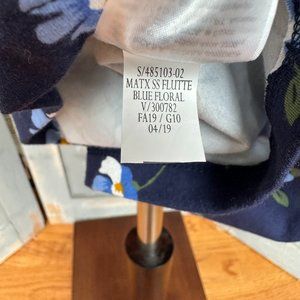 S/485103-02
MATX SS FLUTTE
BLUE FLORAL
V/300782
FA19 / G10
04/19